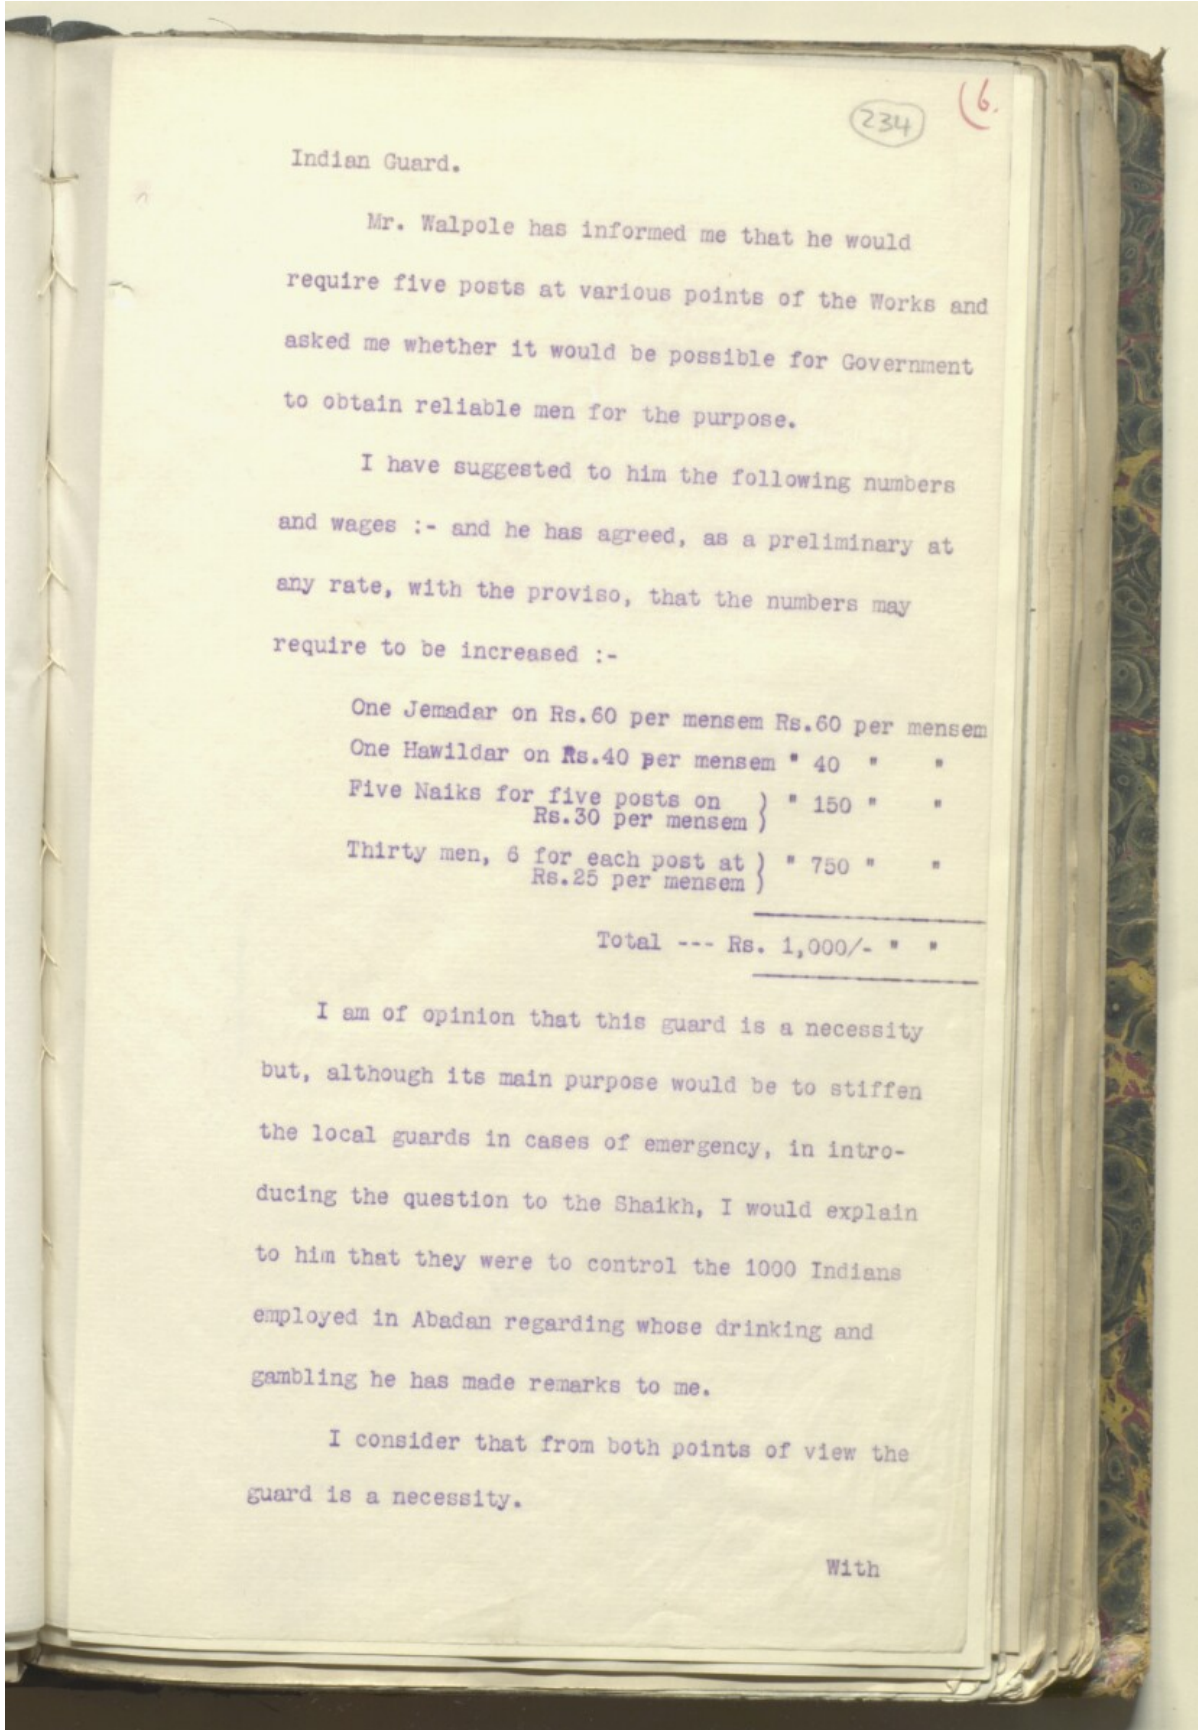 234
(6.
Indian Guard.
Mr. Walpole has informed me that he would
require five posts at various points of the Works and
asked me whether it would be possible for Government
to obtain reliable men for the purpose.
I have suggested to him the following numbers
and wages :- and he has agreed, as a preliminary at
any rate, with the proviso, that the numbers may
require to be increased :-
One Jemadar on Rs.60 per mensem Rs.60 per mensem
One Hawildar on Rs.40 per mensem " 40 " "
Five Naiks for five posts on ) " 150 " "
Rs.30 per mensem )
Thirty men, 6 for each post at ) " 750 " "
Rs.25 per mensem )
Total --- Rs. 1,000/- " "
I am of opinion that this guard is a necessity
but, although its main purpose would be to stiffen
the local guards in cases of emergency, in intro-
ducing the question to the Shaikh, I would explain
to him that they were to control the 1000 Indians
employed in Abadan regarding whose drinking and
gambling he has made remarks to me.
I consider that from both points of view the
guard is a necessity.
With